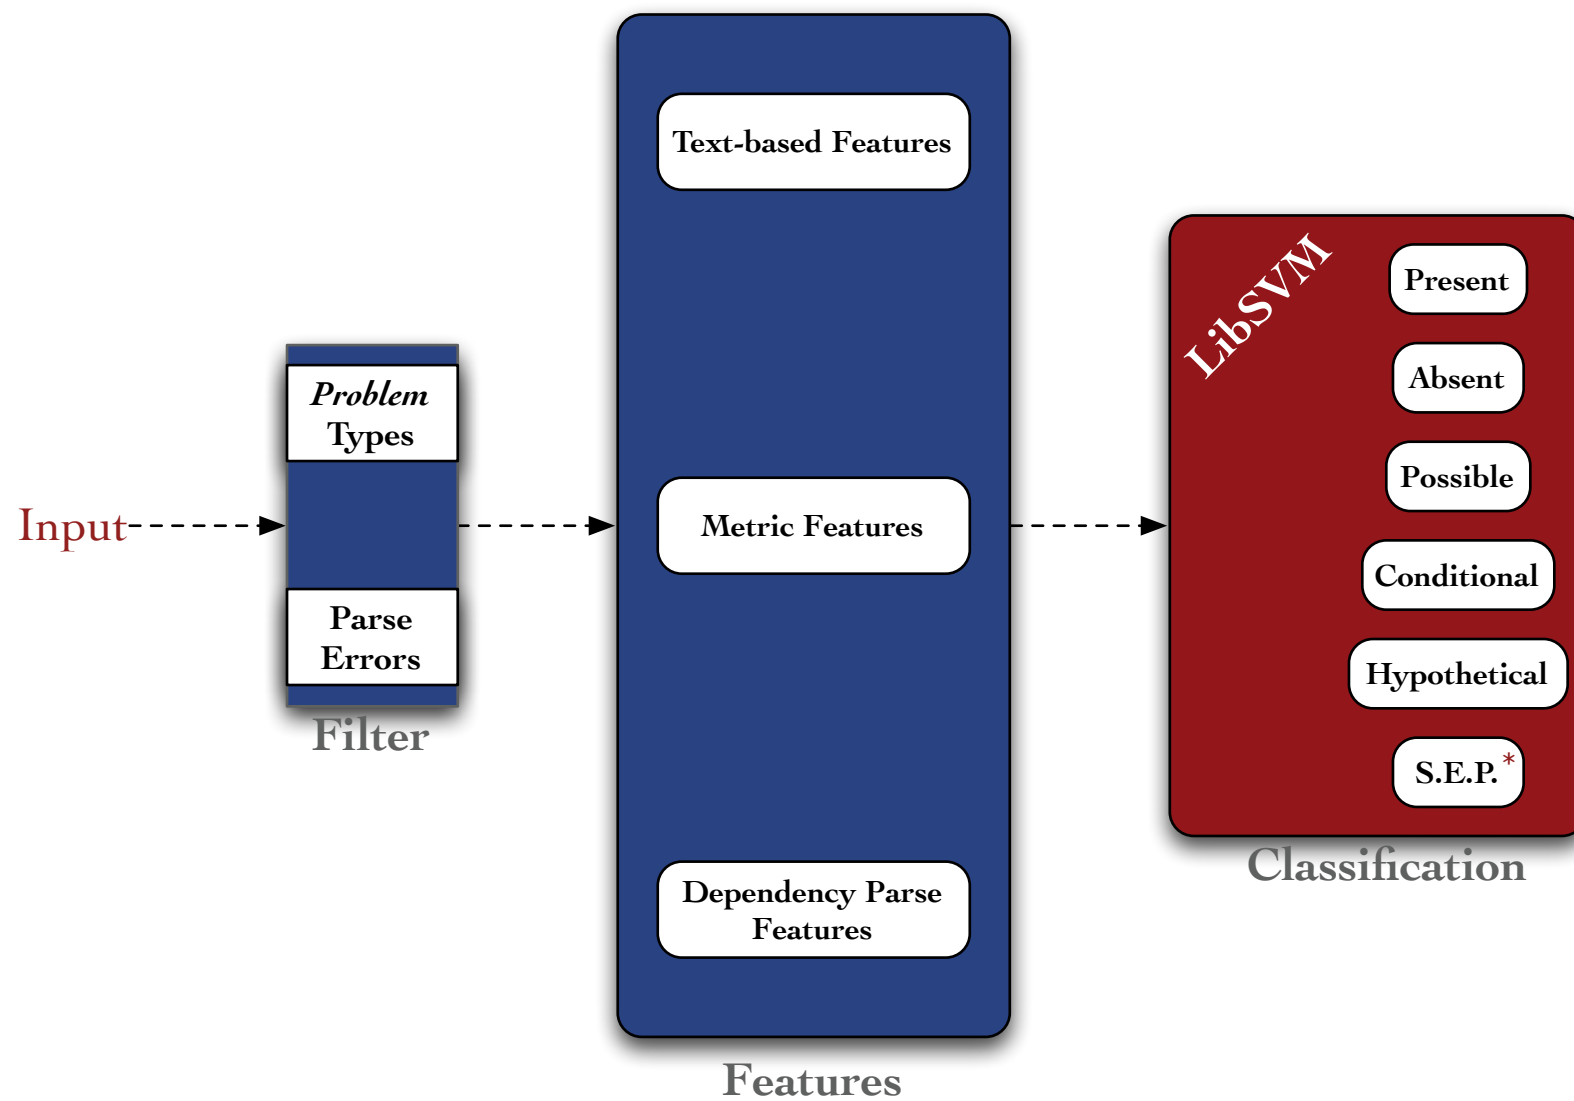 Input
Problem
Types
Parse
Errors
Filter
Text-based Features
Metric Features
Dependency Parse
Features
Features
LibSVM
Present
Absent
Possible
Conditional
Hypothetical
S.E.P.*
Classification